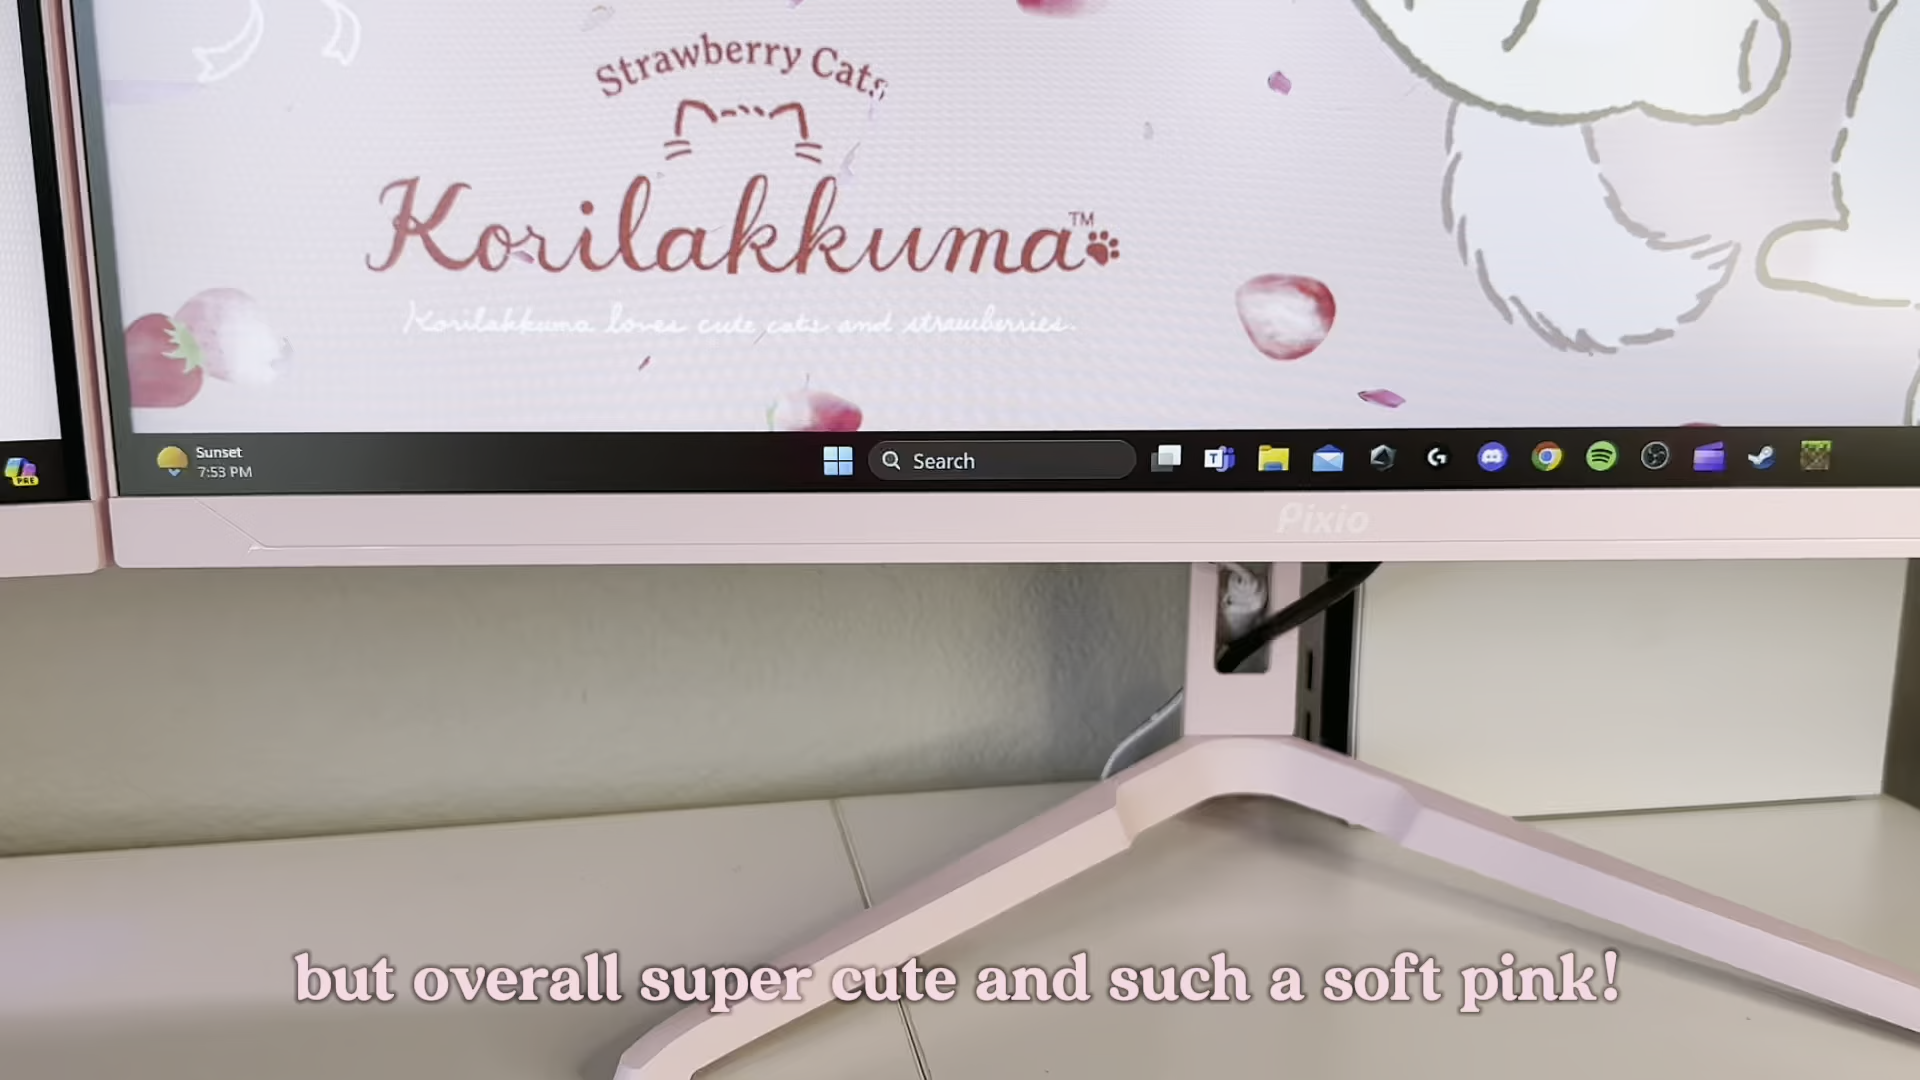 Strawberry Cats
Korilakkuma™
Korilakkuma loves cute cats and strawberries.
PRE
Sunset
7:53 PM
Search
Pixio
but overall super cute and such a soft pink!